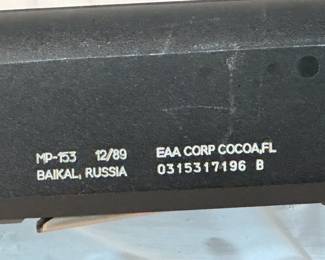 MP-153 12/89 EAA CORP COCOA,FL
BAIKAL, RUSSIA 0315317196 B